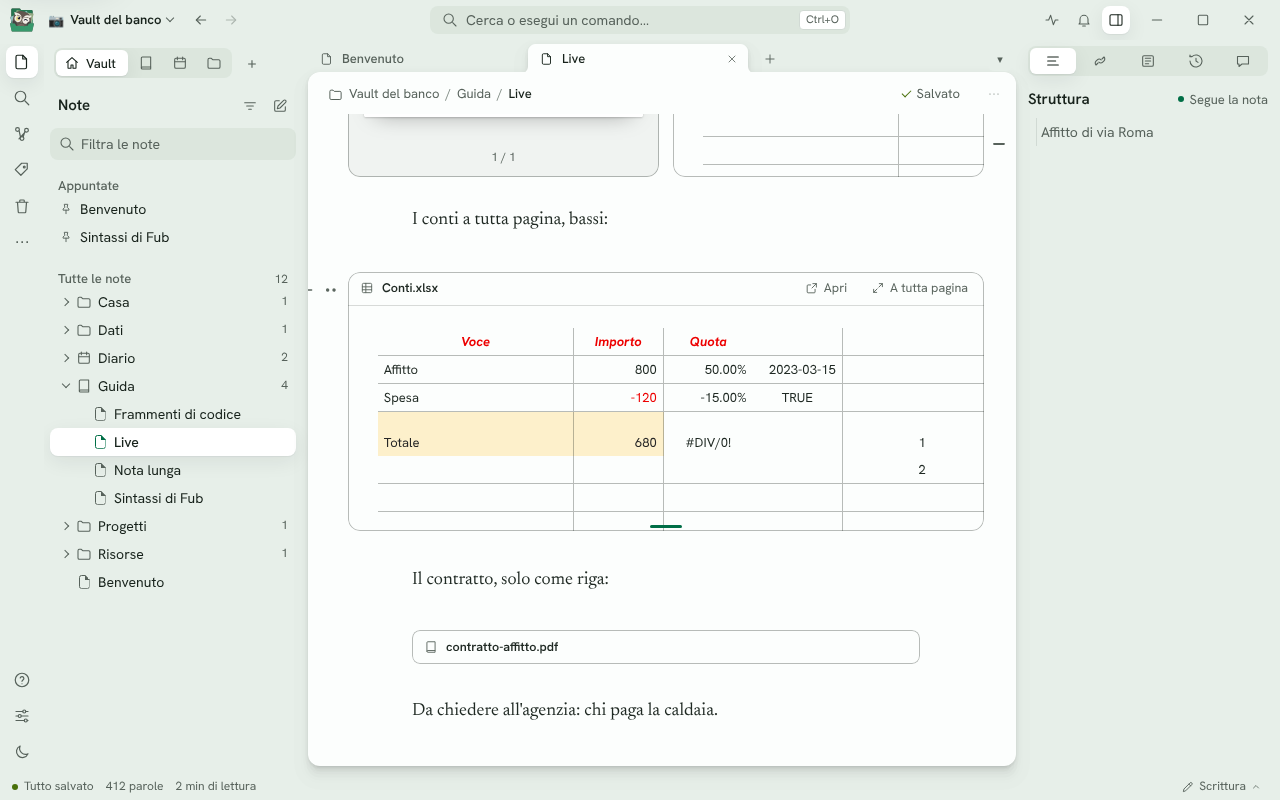 Vault del banco
Cerca o esegui un comando...
Ctrl+O
Vault
Benvenuto
Live
Note
Filtra le note
Appuntate
Benvenuto
Sintassi di Fub
Tutte le note 12
Casa 1
Dati 1
Diario 2
Guida 4
Frammenti di codice
Live
Nota lunga
Sintassi di Fub
Progetti 1
Risorse 1
Benvenuto
Vault del banco / Guida / Live
Salvato
1 / 1
I conti a tutta pagina, bassi:
Conti.xlsx
Apri
A tutta pagina
Voce Importo Quota
Affitto 800 50.00% 2023-03-15
Spesa -120 -15.00% TRUE
Totale 680 #DIV/0! 1
2
Il contratto, solo come riga:
contratto-affitto.pdf
Da chiedere all'agenzia: chi paga la caldaia.
Struttura
Segue la nota
Affitto di via Roma
Tutto salvato 412 parole 2 min di lettura
Scrittura